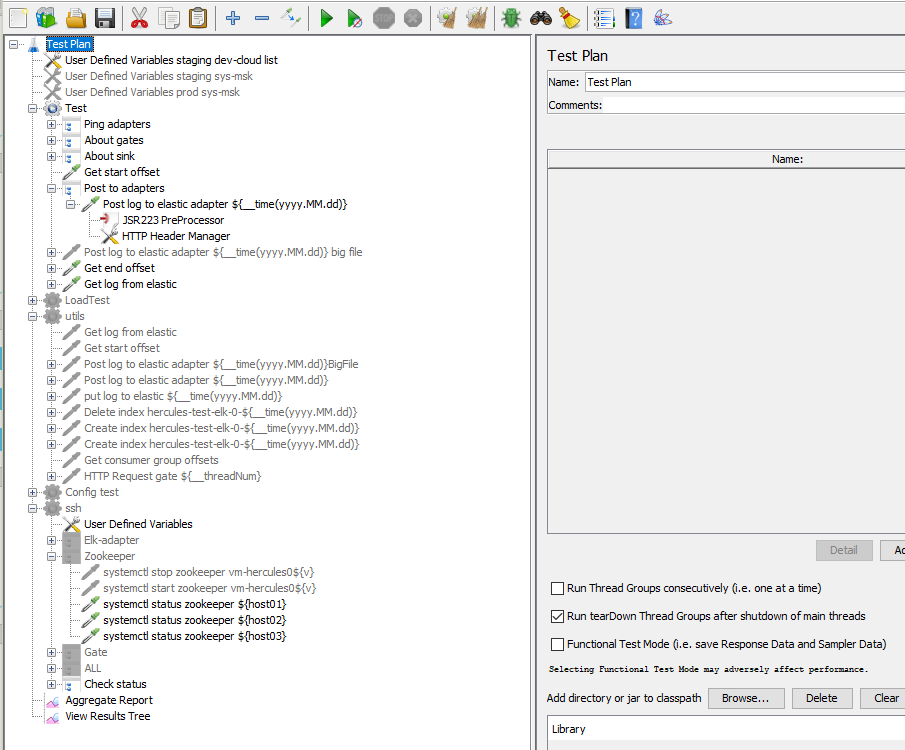 STOP
Test Plan
User Defined Variables staging dev-cloud list
User Defined Variables staging sys-msk
User Defined Variables prod sys-msk
Test
Ping adapters
About gates
About sink
Get start offset
Post to adapters
Post log to elastic adapter ${__time(yyyy.MM.dd)}
JSR223 PreProcessor
HTTP Header Manager
Post log to elastic adapter ${__time(yyyy.MM.dd)} big file
Get end offset
Get log from elastic
LoadTest
utils
Get log from elastic
Get start offset
Post log to elastic adapter ${__time(yyyy.MM.dd)}BigFile
Post log to elastic adapter ${__time(yyyy.MM.dd)}
put log to elastic ${__time(yyyy.MM.dd)}
Delete index hercules-test-elk-0-${__time(yyyy.MM.dd)}
Create index hercules-test-elk-0-${__time(yyyy.MM.dd)}
Create index hercules-test-elk-0-${__time(yyyy.MM.dd)}
Get consumer group offsets
HTTP Request gate ${__threadNum}
Config test
ssh
User Defined Variables
Elk-adapter
Zookeeper
systemctl stop zookeeper vm-hercules0${v}
systemctl start zookeeper vm-hercules0${v}
systemctl status zookeeper ${host01}
systemctl status zookeeper ${host02}
systemctl status zookeeper ${host03}
Gate
ALL
Check status
Aggregate Report
View Results Tree
Test Plan
Name: Test Plan
Comments:
Name:
Detail Ad
Run Thread Groups consecutively (i.e. one at a time)
Run tearDown Thread Groups after shutdown of main threads
Functional Test Mode (i.e. save Response Data and Sampler Data)
Selecting Functional Test Mode may adversely affect performance.
Add directory or jar to classpath Browse... Delete Clear
Library